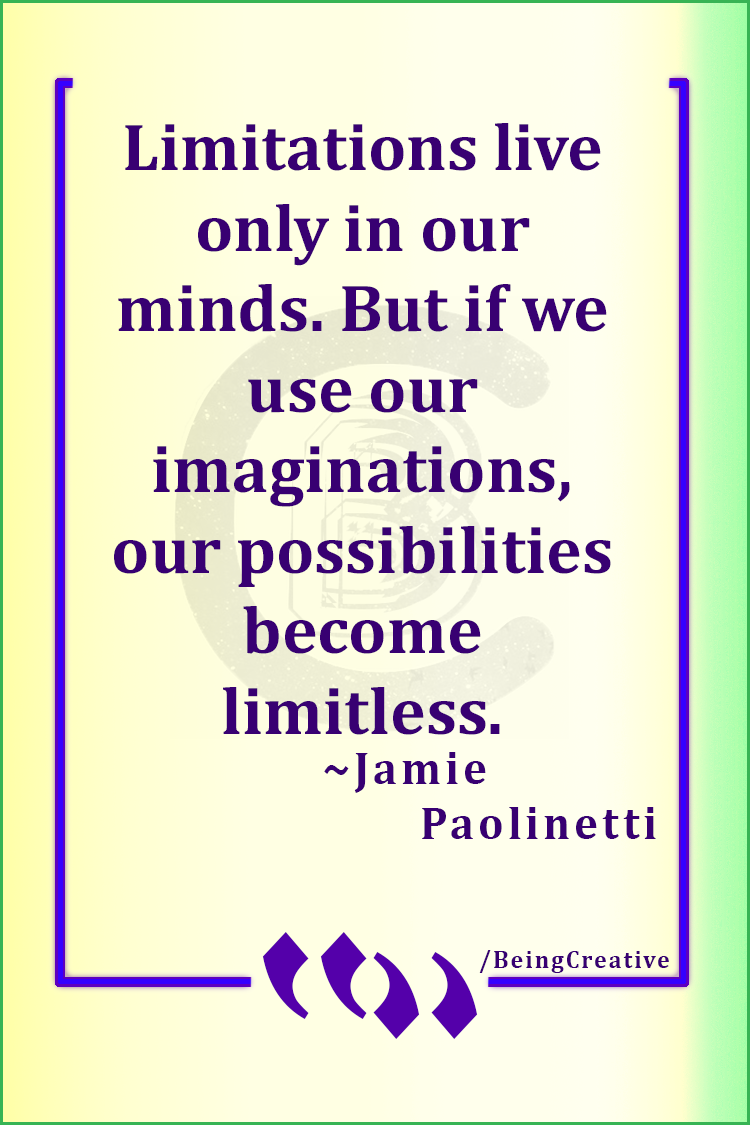 Limitations live
only in our
minds. But if we
use our
imaginations,
our possibilities
become
limitless.
~Jamie
Paolinetti
/BeingCreative